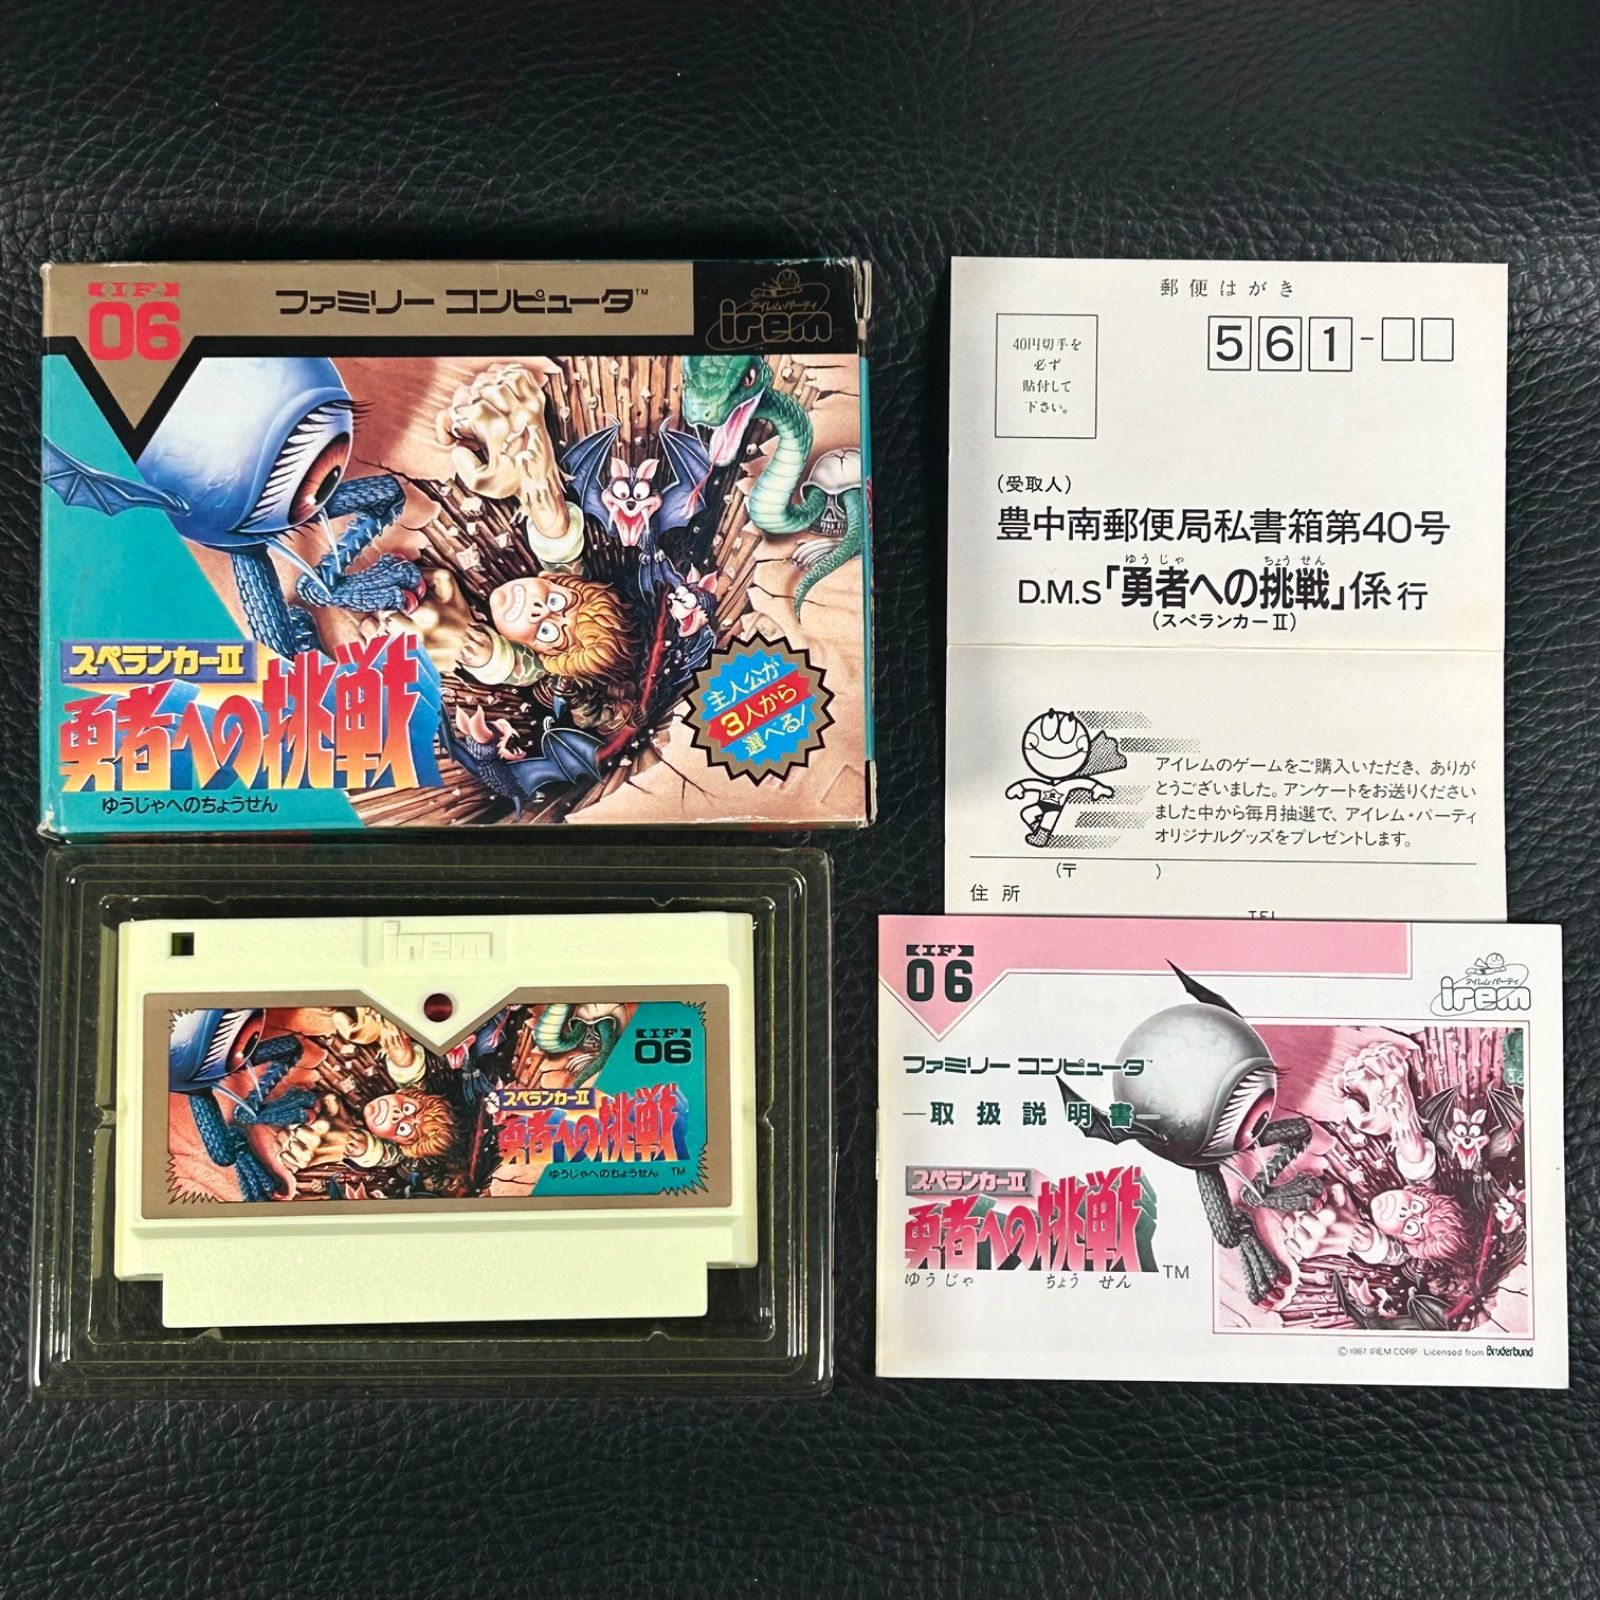 IF
06
ファミリー コンピュータ™
アイレム・パーティ
irem
スペランカーII
勇者への挑戦
ゆうじゃへのちょうせん
主人公が
3人から
選べる!
郵便はがき
40円切手を
必ず
貼付して
下さい。
561-
(受取人)
豊中南郵便局私書箱第40号
ゆうじゃ ちょうせん
D.M.S「勇者への挑戦」係行
(スペランカーII)
アイレムのゲームをご購入いただき、ありが
とうございました。アンケートをお送りください
ました中から毎月抽選で、アイレム・パーティ
オリジナルグッズをプレゼントします。
(〒 )
住所
TEL
irem
IF
06
スペランカーII
勇者への挑戦
ゆうじゃへのちょうせん TM
IF
06
アイレム・パーティ
irem
ファミリー コンピュータ™
—取扱説明書—
スペランカーII
勇者への挑戦
ゆうじゃ ちょうせん TM
©1987 IREM CORP. Licensed from Brøderbund